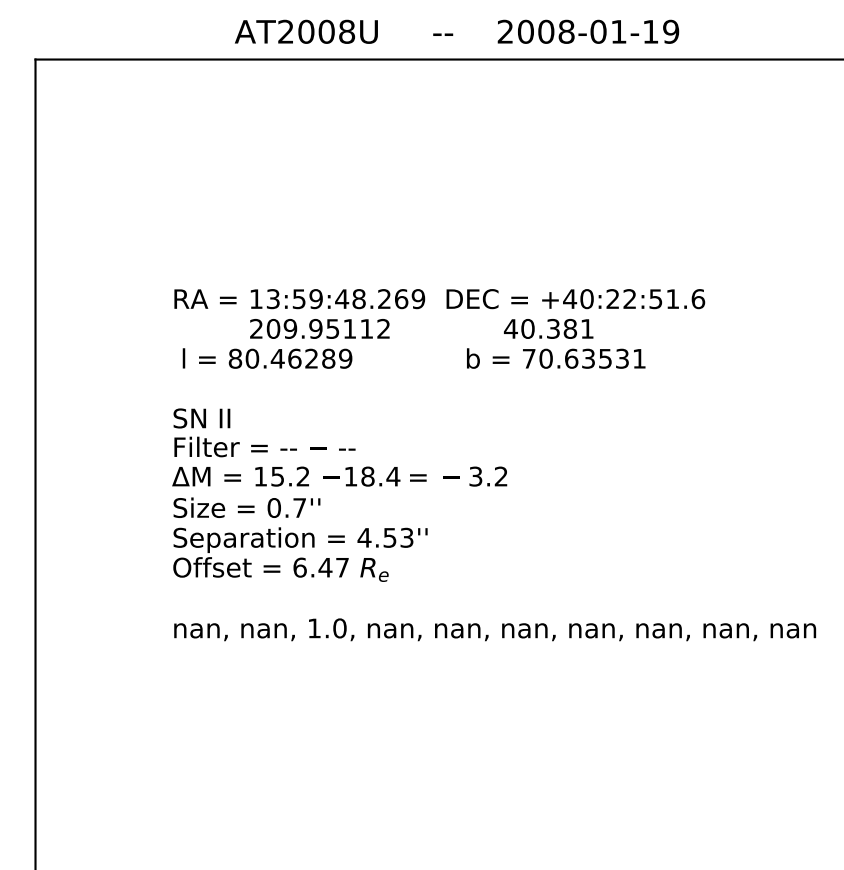 AT2008U -- 2008-01-19
RA = 13:59:48.269 DEC = +40:22:51.6
209.95112 40.381
l = 80.46289 b = 70.63531
SN II
Filter = -- − --
ΔM = 15.2 −18.4 = − 3.2
Size = 0.7''
Separation = 4.53''
Offset = 6.47 Rₑ
nan, nan, 1.0, nan, nan, nan, nan, nan, nan, nan